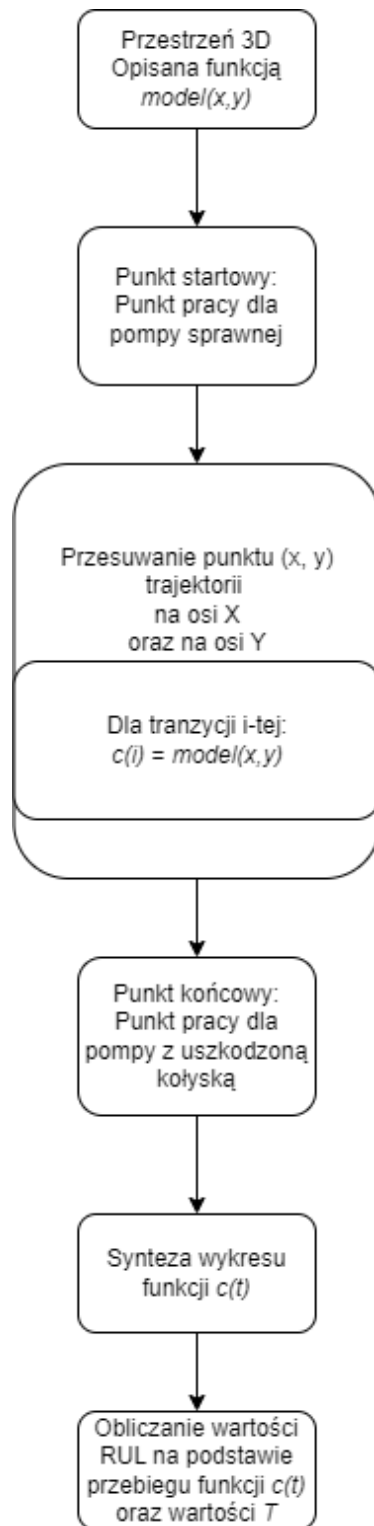 Przestrzeń 3D
Opisana funkcją
model(x,y)
Punkt startowy:
Punkt pracy dla
pompy sprawnej
Przesuwanie punktu (x, y)
trajektorii
na osi X
oraz na osi Y
Dla tranzycji i-tej:
c(i) = model(x,y)
Punkt końcowy:
Punkt pracy dla
pompy z uszkodzoną
kołyską
Synteza wykresu
funkcji c(t)
Obliczanie wartości
RUL na podstawie
przebiegu funkcji c(t)
oraz wartości T